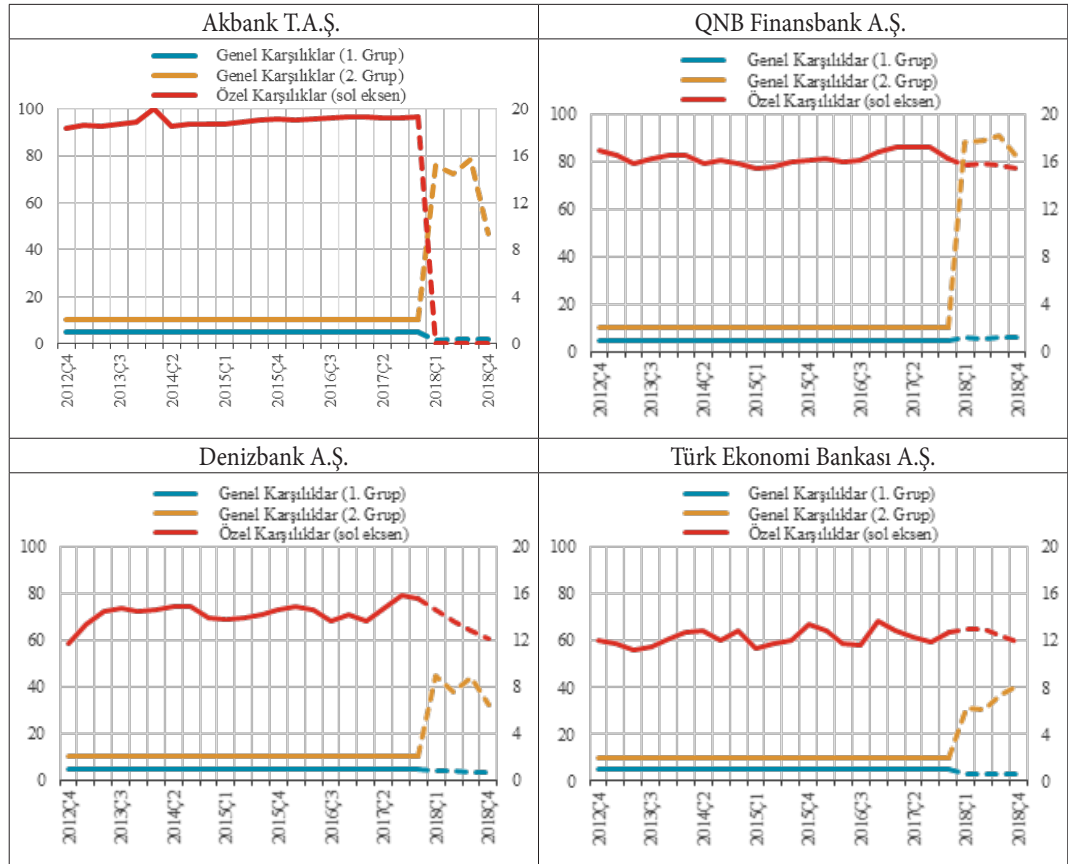 Akbank T.A.Ş.
Genel Karşılıklar (1. Grup)
Genel Karşılıklar (2. Grup)
Özel Karşılıklar (sol eksen)
100 20
80 16
60 12
40 8
20 4
0 0
2012Ç4 2013Ç3 2014Ç2 2015Ç1 2015Ç4 2016Ç3 2017Ç2 2018Ç1 2018Ç4
QNB Finansbank A.Ş.
Genel Karşılıklar (1. Grup)
Genel Karşılıklar (2. Grup)
Özel Karşılıklar (sol eksen)
100 20
80 16
60 12
40 8
20 4
0 0
2012Ç4 2013Ç3 2014Ç2 2015Ç1 2015Ç4 2016Ç3 2017Ç2 2018Ç1 2018Ç4
Denizbank A.Ş.
Genel Karşılıklar (1. Grup)
Genel Karşılıklar (2. Grup)
Özel Karşılıklar (sol eksen)
100 20
80 16
60 12
40 8
20 4
0 0
2012Ç4 2013Ç3 2014Ç2 2015Ç1 2015Ç4 2016Ç3 2017Ç2 2018Ç1 2018Ç4
Türk Ekonomi Bankası A.Ş.
Genel Karşılıklar (1. Grup)
Genel Karşılıklar (2. Grup)
Özel Karşılıklar (sol eksen)
100 20
80 16
60 12
40 8
20 4
0 0
2012Ç4 2013Ç3 2014Ç2 2015Ç1 2015Ç4 2016Ç3 2017Ç2 2018Ç1 2018Ç4